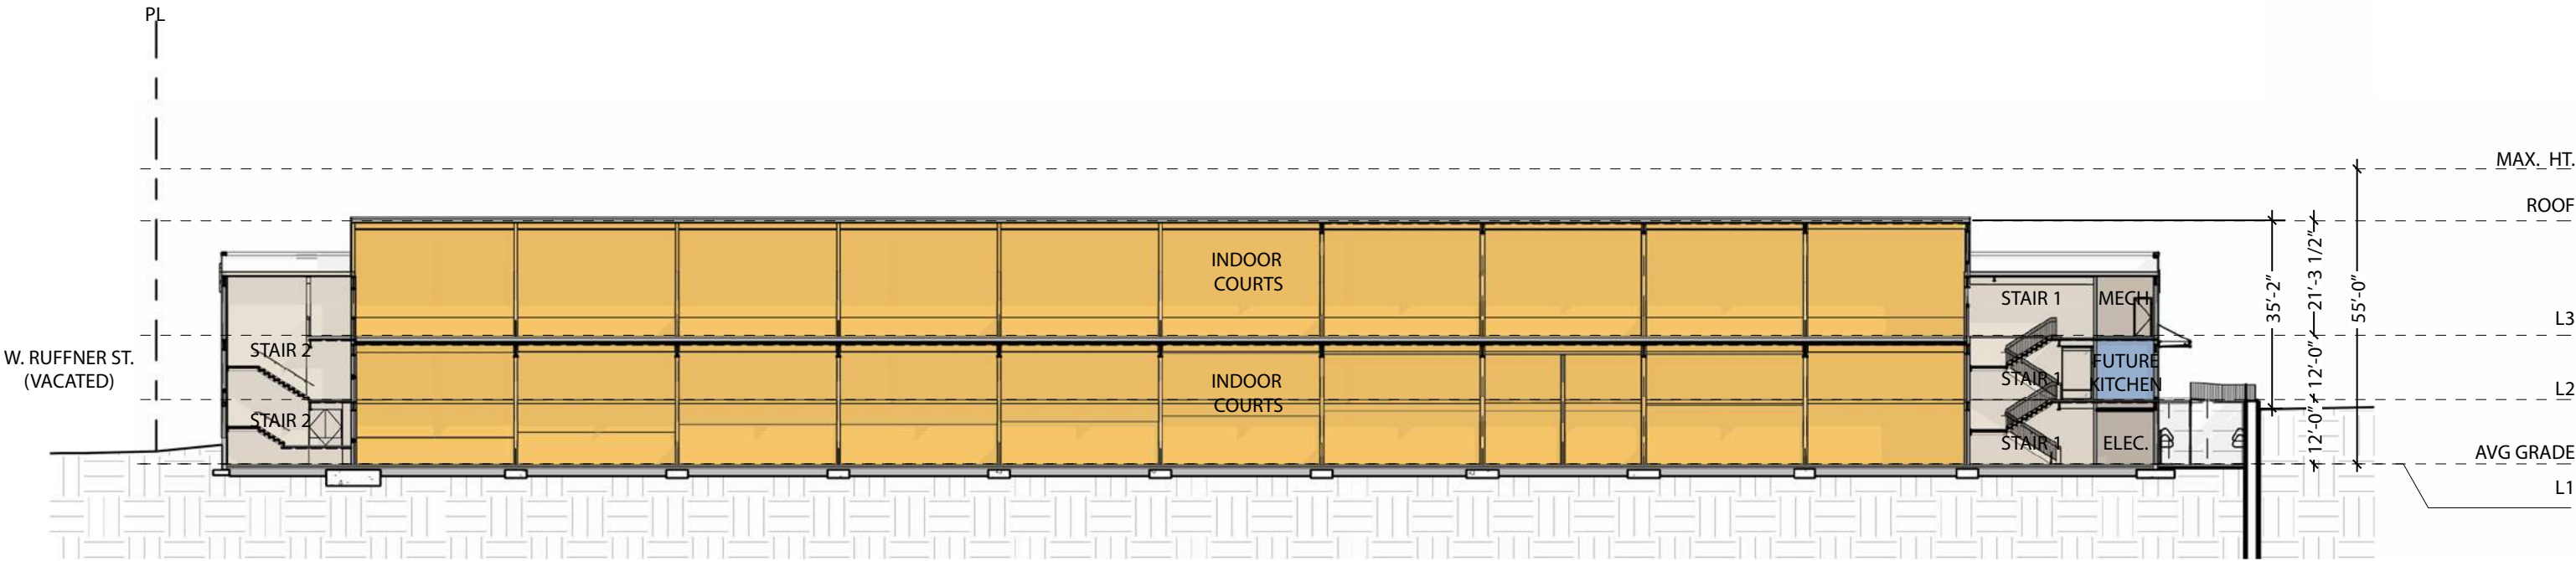 PL
MAX. HT.
ROOF
INDOOR
COURTS
35’-2”
21’-3 1/2”
55’-0”
STAIR 1
MECH
L3
W. RUFFNER ST.
(VACATED)
STAIR 2
INDOOR
COURTS
STAIR 1
FUTURE
KITCHEN
12’-0”
L2
STAIR 2
STAIR 1
ELEC.
12’-0”
AVG GRADE
L1